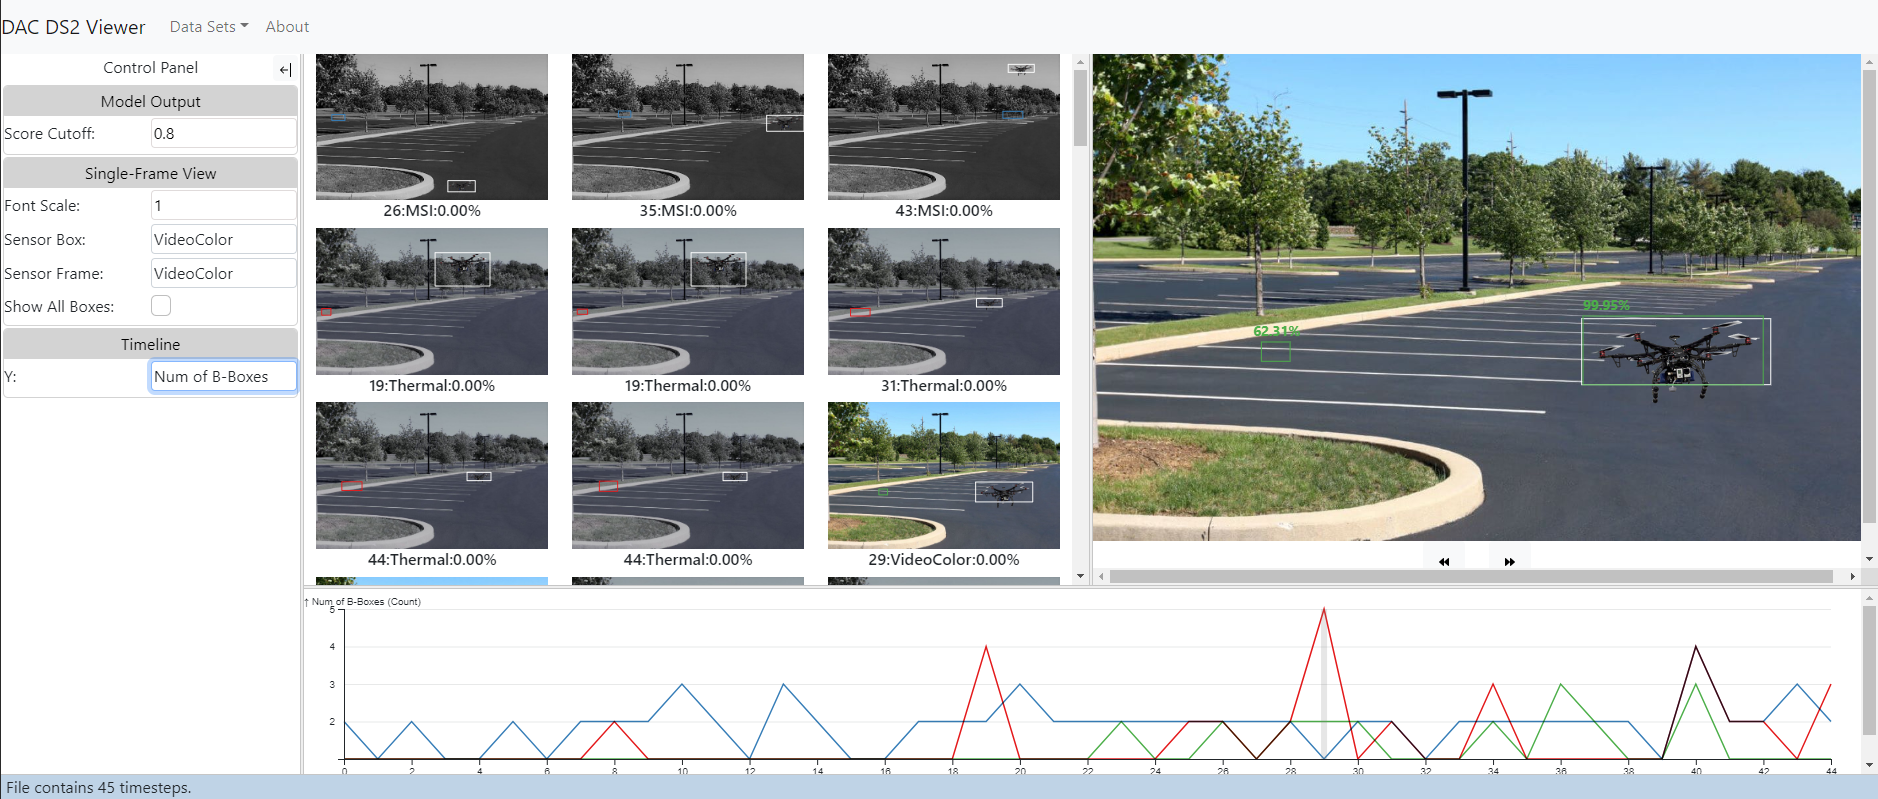 DAC DS2 Viewer Data Sets About
Control Panel
Model Output
Score Cutoff: 0.8
Single-Frame View
Font Scale: 1
Sensor Box: VideoColor
Sensor Frame: VideoColor
Show All Boxes:
Timeline
Y: Num of B-Boxes
26:MSI:0.00% 35:MSI:0.00% 43:MSI:0.00%
19:Thermal:0.00% 19:Thermal:0.00% 31:Thermal:0.00%
44:Thermal:0.00% 44:Thermal:0.00% 29:VideoColor:0.00%
99.95%
62.31%
↑ Num of B-Boxes (Count)
5
4
3
2
0 2 4 6 8 10 12 14 16 18 20 22 24 26 28 30 32 34 36 38 40 42 44
File contains 45 timesteps.